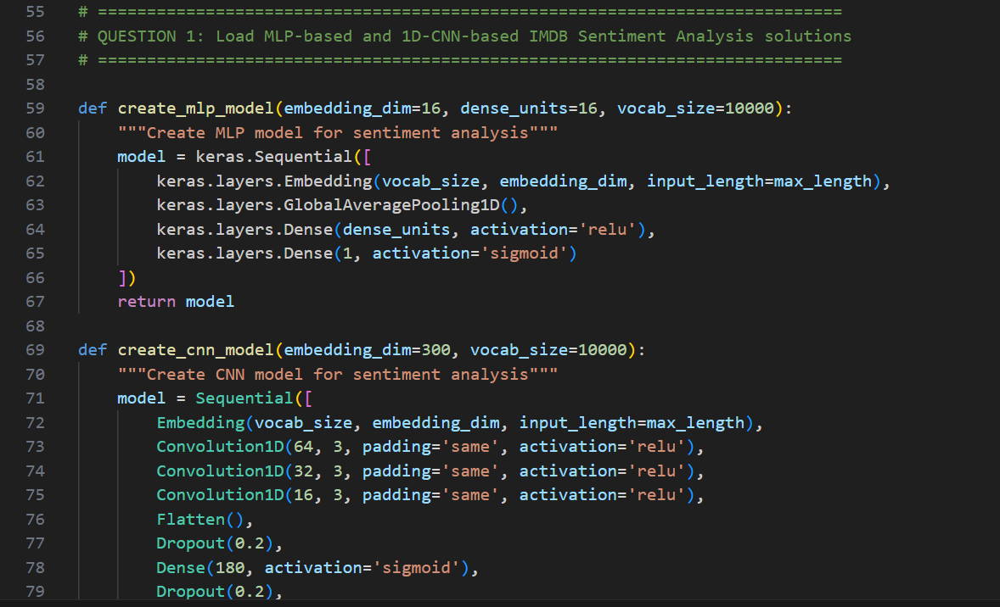 55 # ============================================================================
56 # QUESTION 1: Load MLP-based and 1D-CNN-based IMDB Sentiment Analysis solutions
57 # ============================================================================
58
59 def create_mlp_model(embedding_dim=16, dense_units=16, vocab_size=10000):
60     """Create MLP model for sentiment analysis"""
61     model = keras.Sequential([
62         keras.layers.Embedding(vocab_size, embedding_dim, input_length=max_length),
63         keras.layers.GlobalAveragePooling1D(),
64         keras.layers.Dense(dense_units, activation='relu'),
65         keras.layers.Dense(1, activation='sigmoid')
66     ])
67     return model
68
69 def create_cnn_model(embedding_dim=300, vocab_size=10000):
70     """Create CNN model for sentiment analysis"""
71     model = Sequential([
72         Embedding(vocab_size, embedding_dim, input_length=max_length),
73         Convolution1D(64, 3, padding='same', activation='relu'),
74         Convolution1D(32, 3, padding='same', activation='relu'),
75         Convolution1D(16, 3, padding='same', activation='relu'),
76         Flatten(),
77         Dropout(0.2),
78         Dense(180, activation='sigmoid'),
79         Dropout(0.2),